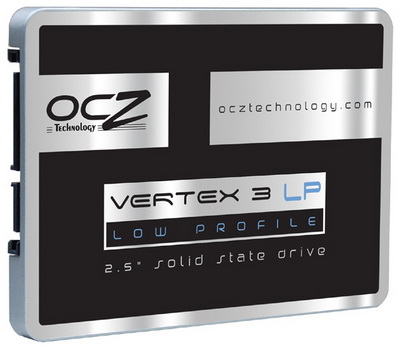 OCZ
Technology
ocztechnology.com
VERTEX 3 LP
LOW PROFILE
2.5" solid state drive